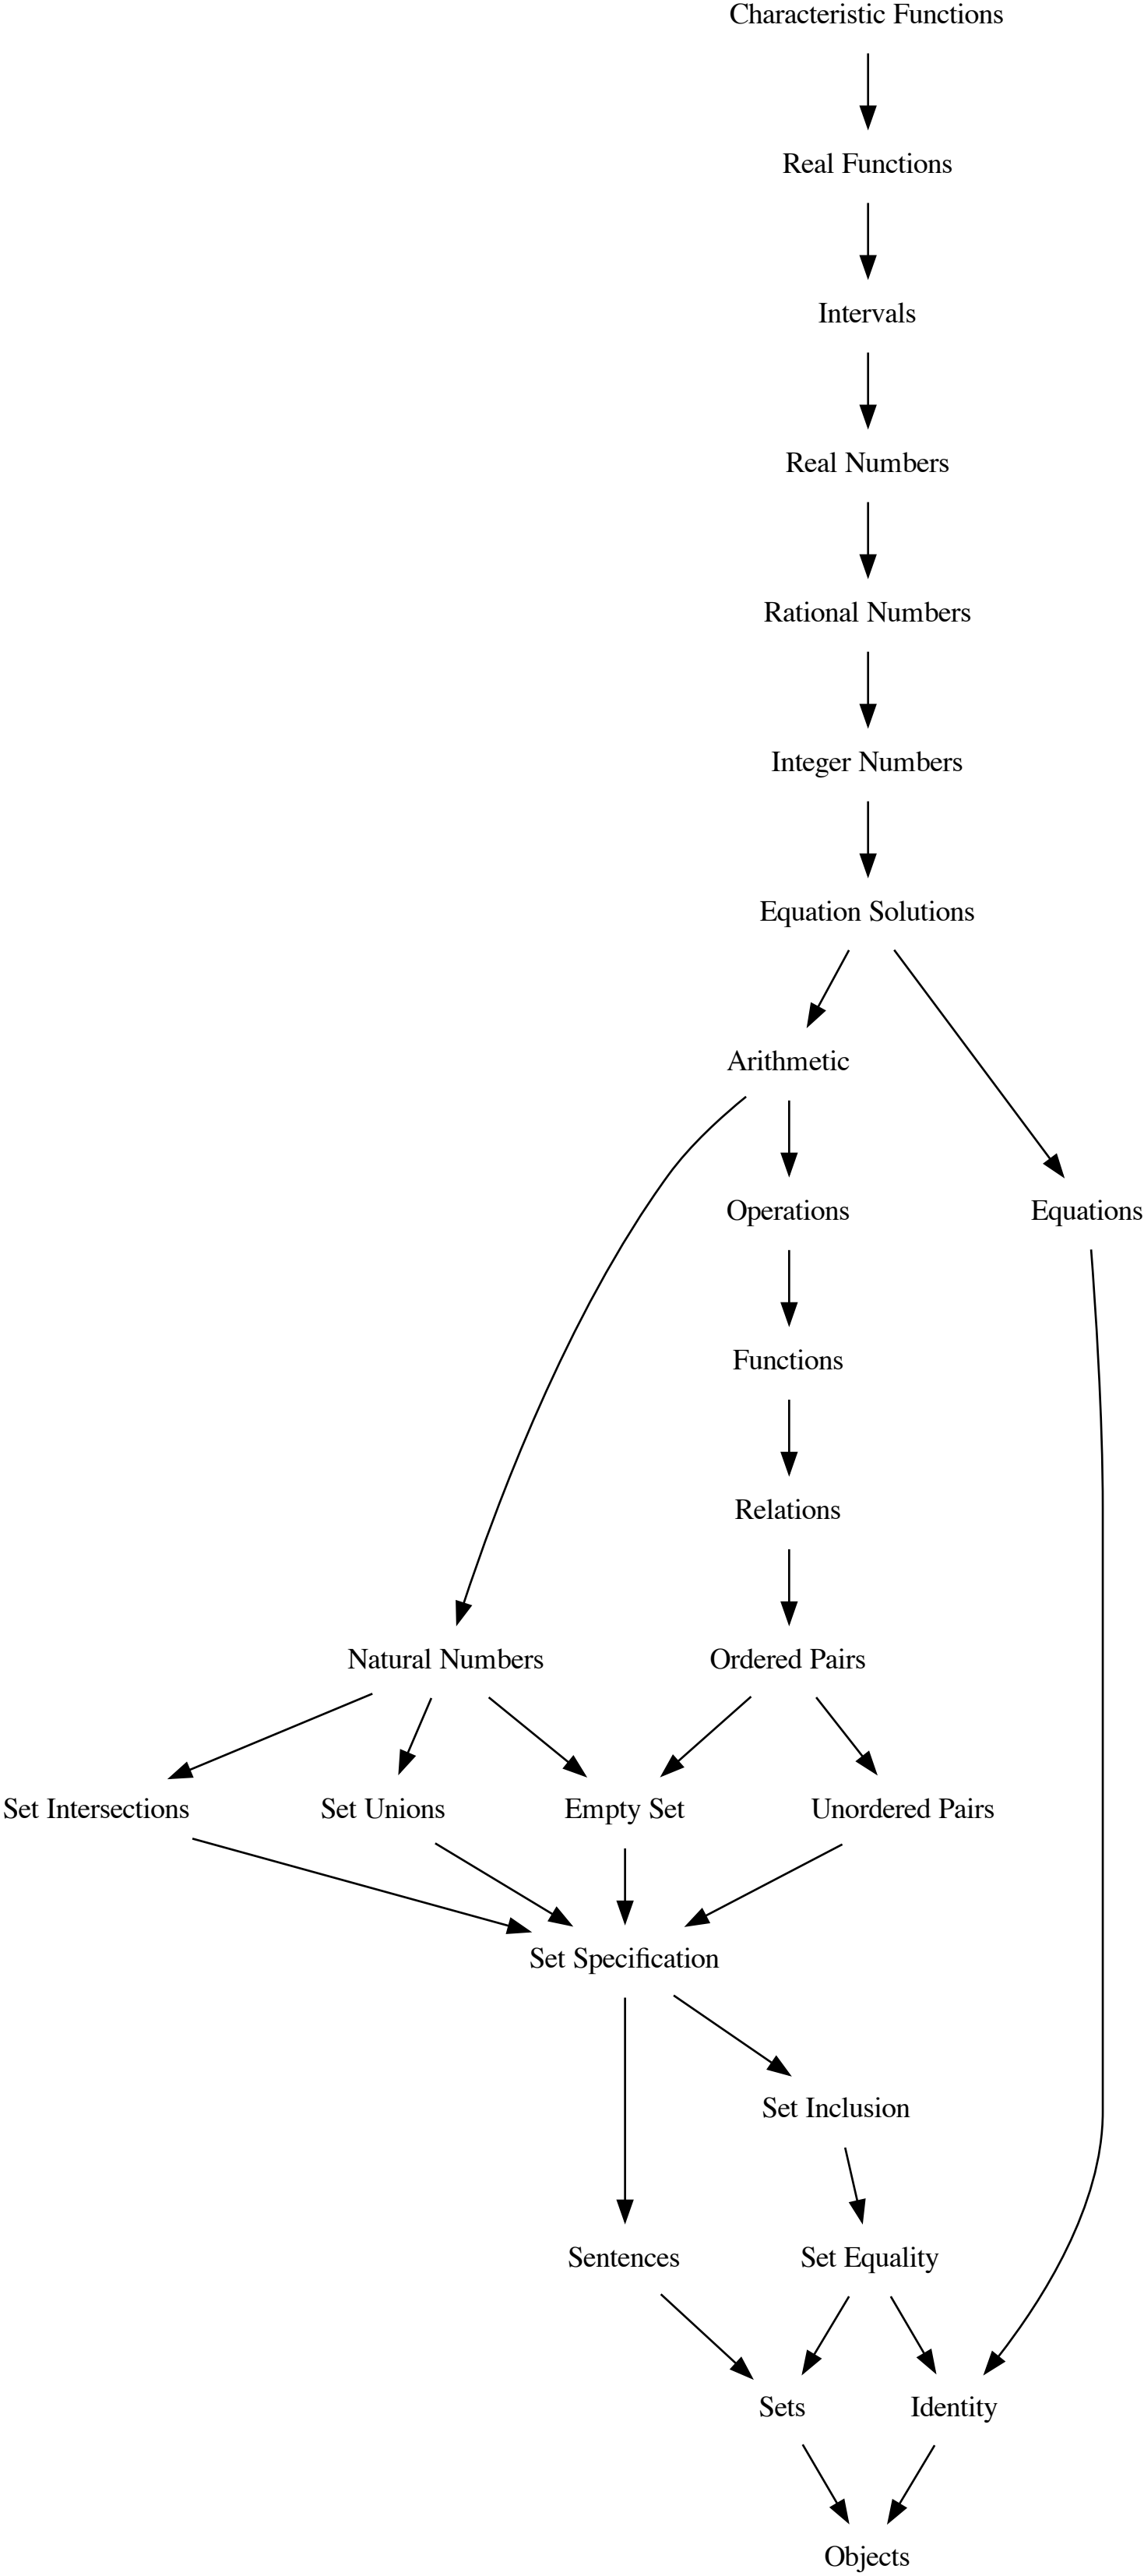 Characteristic Functions
Real Functions
Intervals
Real Numbers
Rational Numbers
Integer Numbers
Equation Solutions
Arithmetic
Operations
Equations
Functions
Relations
Natural Numbers
Ordered Pairs
Set Intersections
Set Unions
Empty Set
Unordered Pairs
Set Specification
Set Inclusion
Sentences
Set Equality
Sets
Identity
Objects